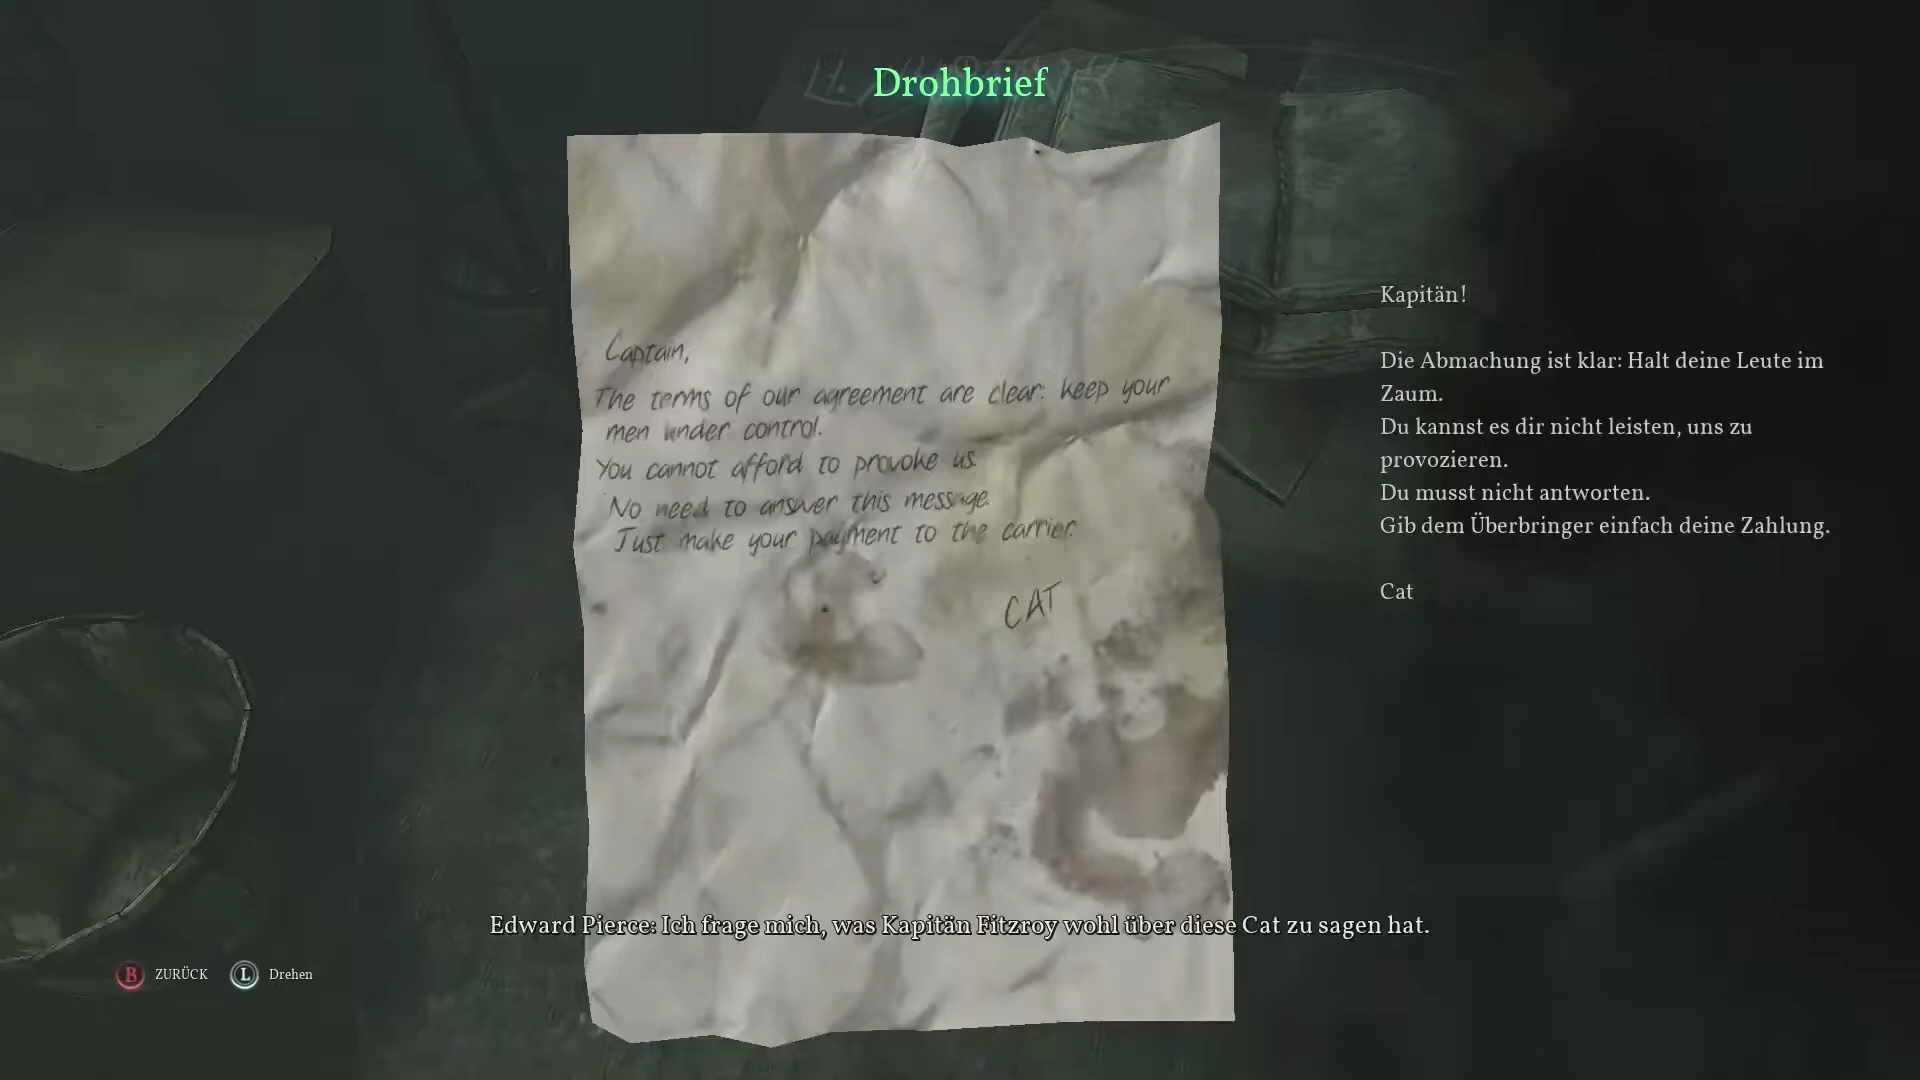 Drohbrief
Captain,
The terms of our agreement are clear: keep your
men under control.
You cannot afford to provoke us
No need to answer this message.
Just make your payment to the carrier.
CAT
Kapitän!
Die Abmachung ist klar: Halt deine Leute im
Zaum.
Du kannst es dir nicht leisten, uns zu
provozieren.
Du musst nicht antworten.
Gib dem Überbringer einfach deine Zahlung.
Cat
Edward Pierce: Ich frage mich, was Kapitän Fitzroy wohl über diese Cat zu sagen hat.
B ZURÜCK L Drehen